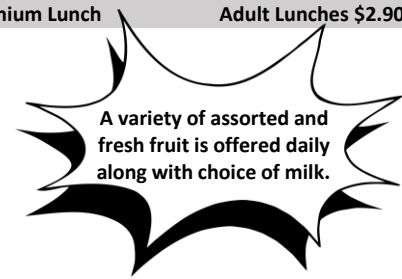 Lunch Adult Lunches $2.90
A variety of assorted and
fresh fruit is offered daily
along with choice of milk.